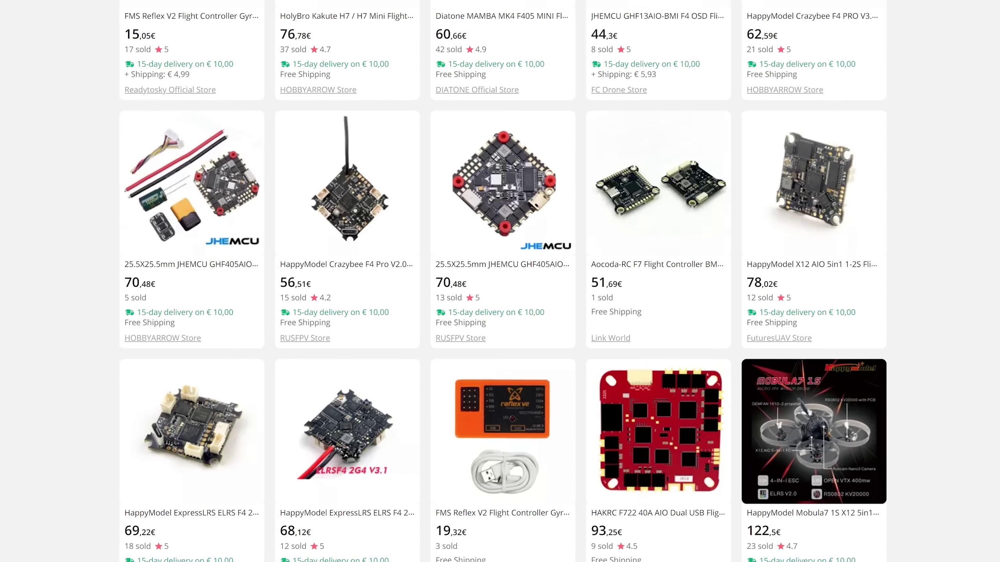 FMS Reflex V2 Flight Controller Gyr...
15,05€
17 sold ★ 5
15-day delivery on € 10,00
+ Shipping: € 4,99
Readytosky Official Store
HolyBro Kakute H7 / H7 Mini Flight...
76,78€
37 sold ★ 4.7
15-day delivery on € 10,00
Free Shipping
HOBBYARROW Store
Diatone MAMBA MK4 F405 MINI Fl...
60,66€
42 sold ★ 4.9
15-day delivery on € 10,00
Free Shipping
DIATONE Official Store
JHEMCU GHF13AIO-BMI F4 OSD Fli...
44,3€
8 sold ★ 5
15-day delivery on € 10,00
+ Shipping: € 5,93
FC Drone Store
HappyModel Crazybee F4 PRO V3....
62,59€
21 sold ★ 5
15-day delivery on € 10,00
Free Shipping
HOBBYARROW Store
JHEMCU
25.5X25.5mm JHEMCU GHF405AIO...
70,48€
5 sold
15-day delivery on € 10,00
Free Shipping
HOBBYARROW Store
HappyModel Crazybee F4 Pro V2.0...
56,51€
15 sold ★ 4.2
15-day delivery on € 10,00
Free Shipping
RUSFPV Store
JHEMCU
25.5X25.5mm JHEMCU GHF405AIO...
70,48€
13 sold ★ 5
15-day delivery on € 10,00
Free Shipping
RUSFPV Store
Aocoda-RC F7 Flight Controller BM...
51,69€
1 sold
Free Shipping
Link World
HappyModel X12 AIO 5in1 1-2S Fli...
78,02€
12 sold ★ 5
15-day delivery on € 10,00
Free Shipping
FuturesUAV Store
HappyModel ExpressLRS ELRS F4 2...
69,22€
18 sold ★ 5
15-day delivery on € 10,00
ELRSF4 2G4 V3.1
HappyModel ExpressLRS ELRS F4 2...
68,12€
12 sold ★ 5
15-day delivery on € 10,00
reflex V2
FMS Reflex V2 Flight Controller Gyr...
19,32€
3 sold
Free Shipping
2225
R100
HAKRC F722 40A AIO Dual USB Flig...
93,25€
9 sold ★ 4.5
Free Shipping
Happymodel
MOBULA7 1S
MICRO FPV WHOOP DRONE
RS0802 KV20000 with PCB
GEMFAN 1610-2 propeller
X12 AIO 5-IN-1 FC
Runcam Nano3 Camera
4-IN-1 ESC
OPEN VTX 400mw
ELRS V2.0
RS0802 KV20000
HappyModel Mobula7 1S X12 5in1...
122,5€
23 sold ★ 4.7
15-day delivery on € 10,00